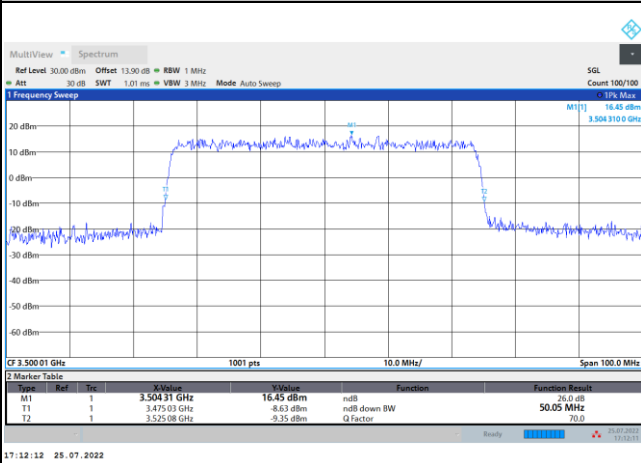 MultiView Spectrum
Ref Level 30.00 dBm Offset 13.90 dB RBW 1 MHz SGL
Att 30 dB SWT 1.01 ms VBW 3 MHz Mode Auto Sweep Count 100/100
1 Frequency Sweep 1Pk Max
M1[1] 16.45 dBm
3.504 310 0 GHz
20 dBm
M1
10 dBm
0 dBm
T1 T2
-10 dBm
-20 dBm
-30 dBm
-40 dBm
-50 dBm
-60 dBm
CF 3.500 01 GHz 1001 pts 10.0 MHz/ Span 100.0 MHz
2 Marker Table
Type Ref Trc X-Value Y-Value Function Function Result
M1 1 3.504 31 GHz 16.45 dBm ndB 26.0 dB
T1 1 3.475 03 GHz -8.63 dBm ndB down BW 50.05 MHz
T2 1 3.525 08 GHz -9.35 dBm Q Factor 70.0
Ready 25.07.2022
17:12:11
17:12:12 25.07.2022